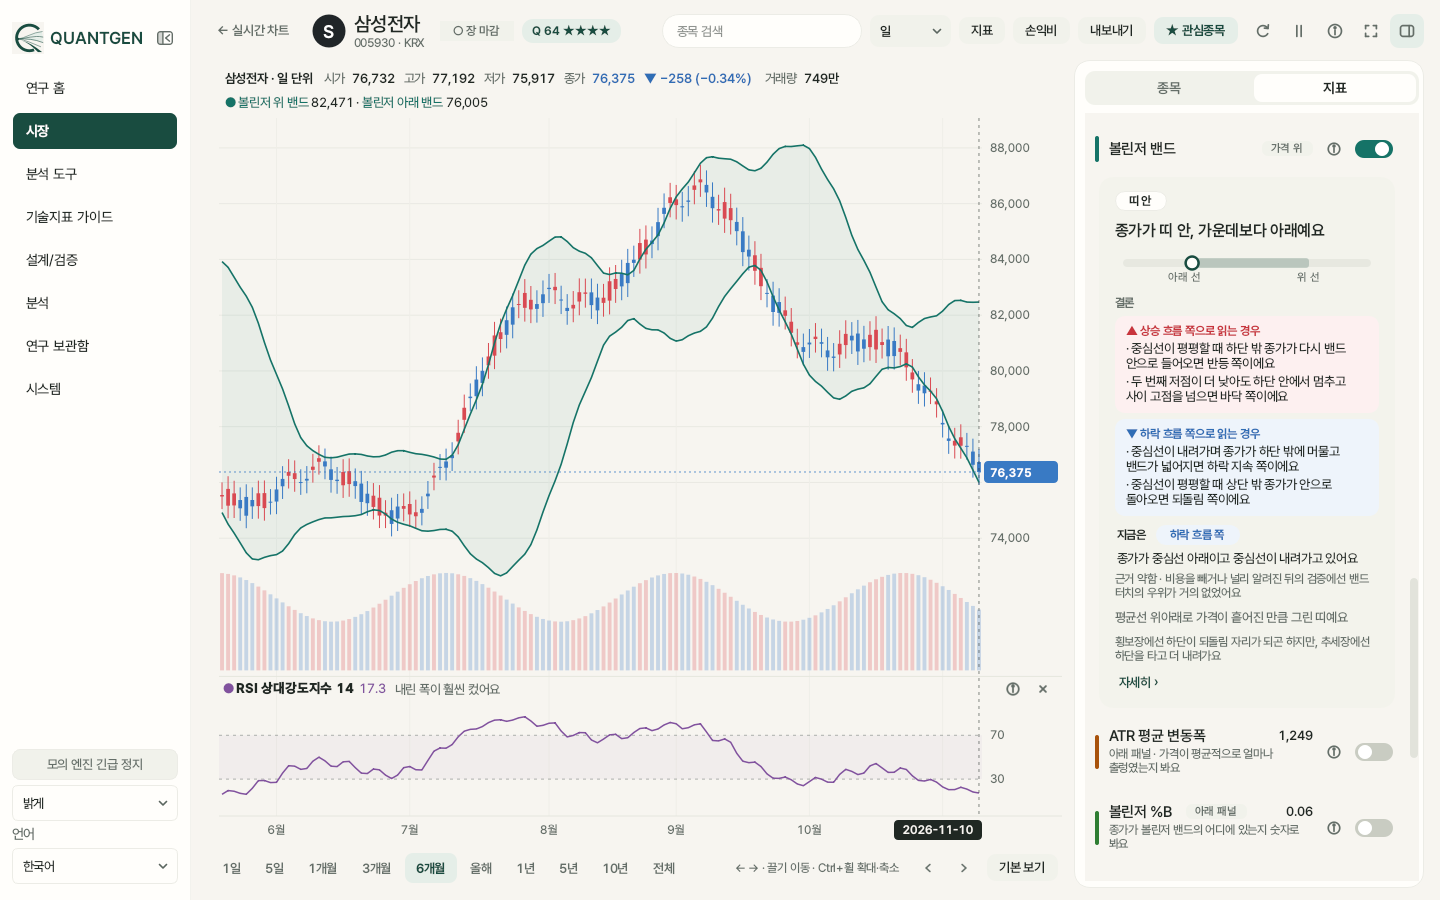 QUANTGEN
연구 홈
시장
분석 도구
기술지표 가이드
설계/검증
분석
연구 보관함
시스템
모의 엔진 긴급 정지
밝게
언어
한국어
← 실시간 차트
S
삼성전자
005930 · KRX
장 마감
Q 64 ★★★★
종목 검색
일
지표
손익비
내보내기
★ 관심종목
삼성전자 · 일 단위 시가 76,732 고가 77,192 저가 75,917 종가 76,375 ▼ −258 (−0.34%) 거래량 749만
볼린저 위 밴드 82,471 · 볼린저 아래 밴드 76,005
88,000
86,000
84,000
82,000
80,000
78,000
76,375
74,000
RSI 상대강도지수 14 17.3 내린 폭이 훨씬 컸어요
70
30
6월 7월 8월 9월 10월 2026-11-10
1일 5일 1개월 3개월 6개월 올해 1년 5년 10년 전체
← → · 끌기 이동 · Ctrl+휠 확대·축소
기본 보기
종목 지표
볼린저 밴드 가격 위
띠 안
종가가 띠 안, 가운데보다 아래예요
아래 선 위 선
결론
▲ 상승 흐름 쪽으로 읽는 경우
· 중심선이 평평할 때 하단 밖 종가가 다시 밴드
안으로 들어오면 반등 쪽이에요
· 두 번째 저점이 더 낮아도 하단 안에서 멈추고
사이 고점을 넘으면 바닥 쪽이에요
▼ 하락 흐름 쪽으로 읽는 경우
· 중심선이 내려가며 종가가 하단 밖에 머물고
밴드가 넓어지면 하락 지속 쪽이에요
· 중심선이 평평할 때 상단 밖 종가가 안으로
돌아오면 되돌림 쪽이에요
지금은 하락 흐름 쪽
종가가 중심선 아래이고 중심선이 내려가고 있어요
근거 약함 · 비용을 빼거나 널리 알려진 뒤의 검증에서 밴드
터치의 우위가 거의 없었어요
평균선 위아래로 가격이 흩어진 만큼 그린 띠예요
횡보장에선 하단이 되돌림 자리가 되곤 하지만, 추세장에선
하단을 타고 더 내려가요
자세히 ›
ATR 평균 변동폭 1,249
아래 패널 · 가격이 평균적으로 얼마나
출렁였는지 봐요
볼린저 %B 아래 패널 0.06
종가가 볼린저 밴드의 어디에 있는지 숫자로
봐요